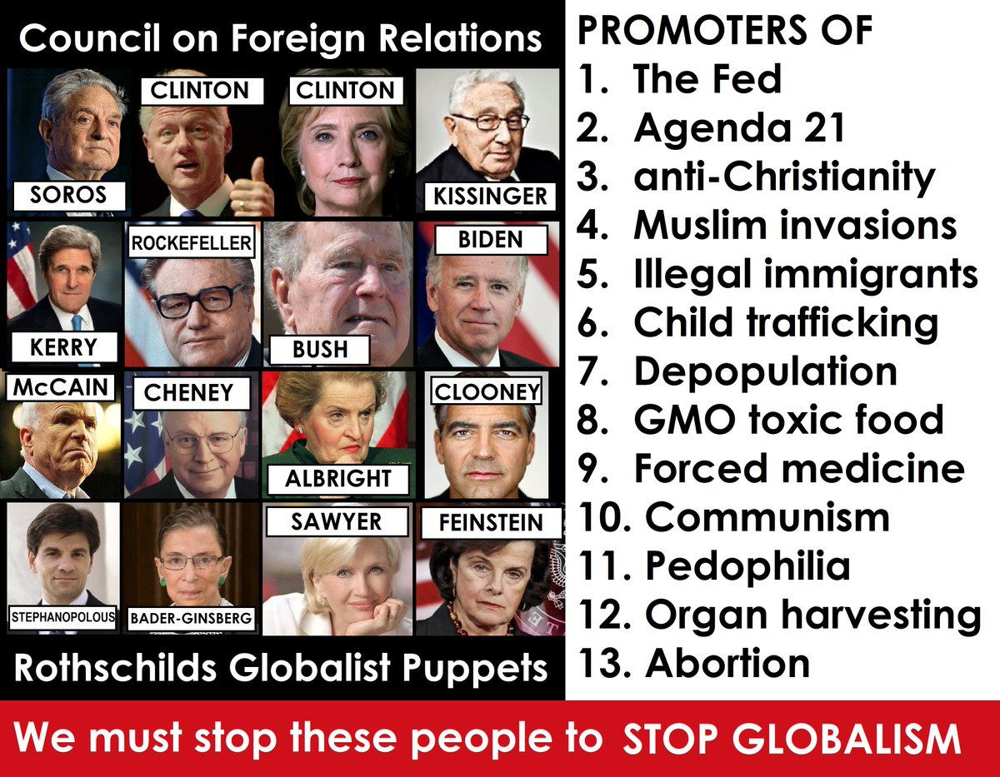 Council on Foreign Relations
CLINTON
CLINTON
SOROS
KISSINGER
ROCKEFELLER
BIDEN
KERRY
BUSH
McCAIN
CHENEY
CLOONEY
ALBRIGHT
SAWYER
FEINSTEIN
STEPHANOPOLOUS
BADER-GINSBERG
Rothschilds Globalist Puppets
PROMOTERS OF
1. The Fed
2. Agenda 21
3. anti-Christianity
4. Muslim invasions
5. Illegal immigrants
6. Child trafficking
7. Depopulation
8. GMO toxic food
9. Forced medicine
10. Communism
11. Pedophilia
12. Organ harvesting
13. Abortion
We must stop these people to STOP GLOBALISM